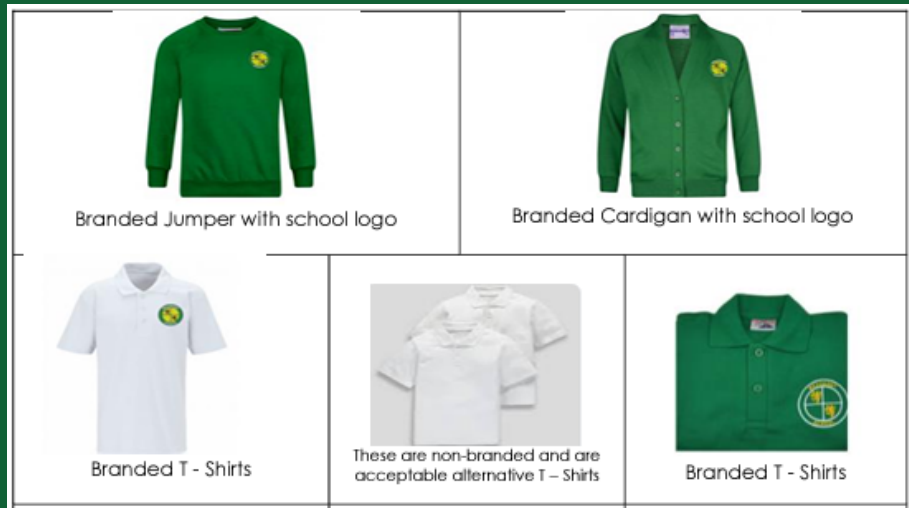 Branded Jumper with school logo
Branded Cardigan with school logo
Branded T - Shirts
These are non-branded and are
acceptable alternative T – Shirts
Branded T - Shirts